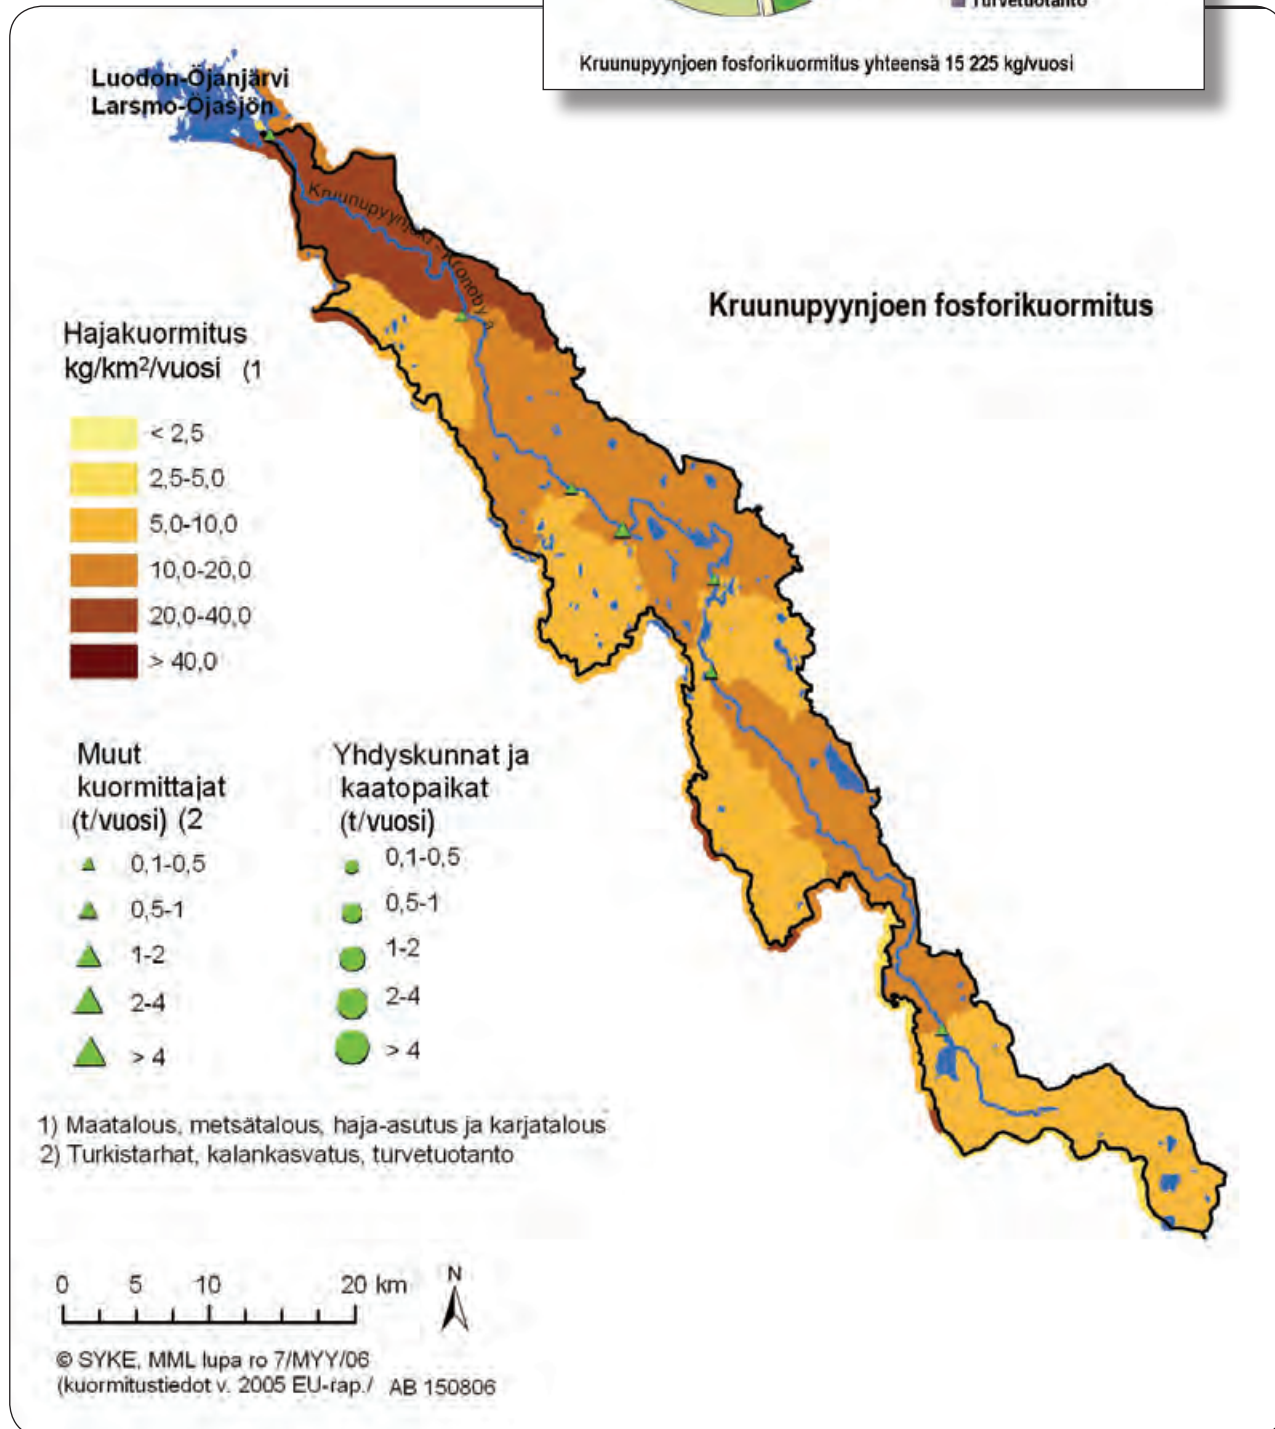 Turvetuotanto
Kruunupyynjoen fosforikuormitus yhteensä 15 225 kg/vuosi
Luodon-Öjanjärvi
Larsmo-Öjasjön
Kruunupyynjoki - Kronoby å
Kruunupyynjoen fosforikuormitus
Hajakuormitus
kg/km²/vuosi (1
< 2,5
2,5-5,0
5,0-10,0
10,0-20,0
20,0-40,0
> 40,0
Muut
kuormittajat
(t/vuosi) (2
0,1-0,5
0,5-1
1-2
2-4
> 4
Yhdyskunnat ja
kaatopaikat
(t/vuosi)
0,1-0,5
0,5-1
1-2
2-4
> 4
1) Maatalous, metsätalous, haja-asutus ja karjatalous
2) Turkistarhat, kalankasvatus, turvetuotanto
0 5 10 20 km
N
© SYKE, MML lupa ro 7/MYY/06
(kuormitustiedot v. 2005 EU-rap./ AB 150806